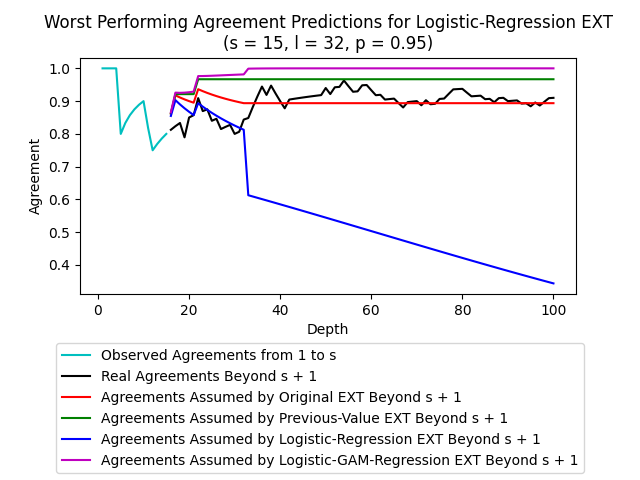 Worst Performing Agreement Predictions for Logistic-Regression EXT
(s = 15, l = 32, p = 0.95)
1.0
0.9
0.8
0.7
0.6
0.5
0.4
Agreement
0 20 40 60 80 100
Depth
Observed Agreements from 1 to s
Real Agreements Beyond s + 1
Agreements Assumed by Original EXT Beyond s + 1
Agreements Assumed by Previous-Value EXT Beyond s + 1
Agreements Assumed by Logistic-Regression EXT Beyond s + 1
Agreements Assumed by Logistic-GAM-Regression EXT Beyond s + 1